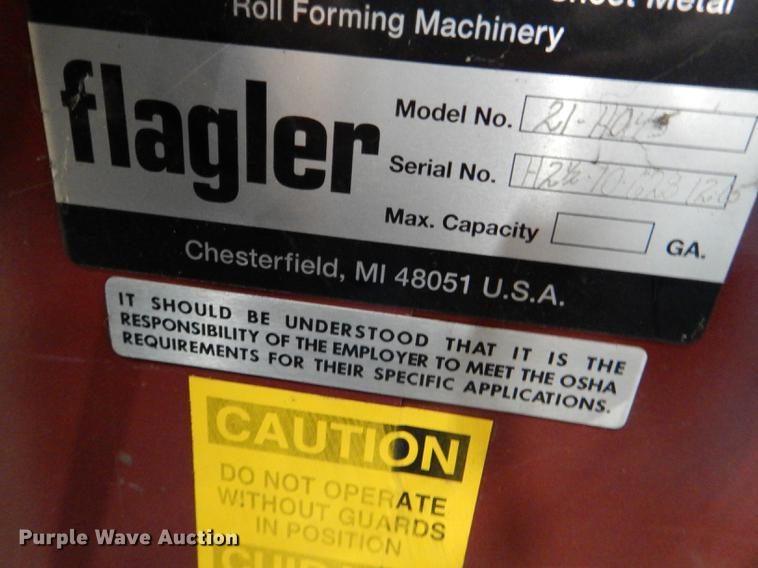 Sheet Metal
Roll Forming Machinery
flagler
Model No. 21-
Serial No.
Max. Capacity GA.
Chesterfield, MI 48051 U.S.A.
IT SHOULD BE UNDERSTOOD THAT IT IS THE
RESPONSIBILITY OF THE EMPLOYER TO MEET THE OSHA
REQUIREMENTS FOR THEIR SPECIFIC APPLICATIONS.
CAUTION
DO NOT OPERATE
WITHOUT GUARDS
IN POSITION
Purple Wave Auction